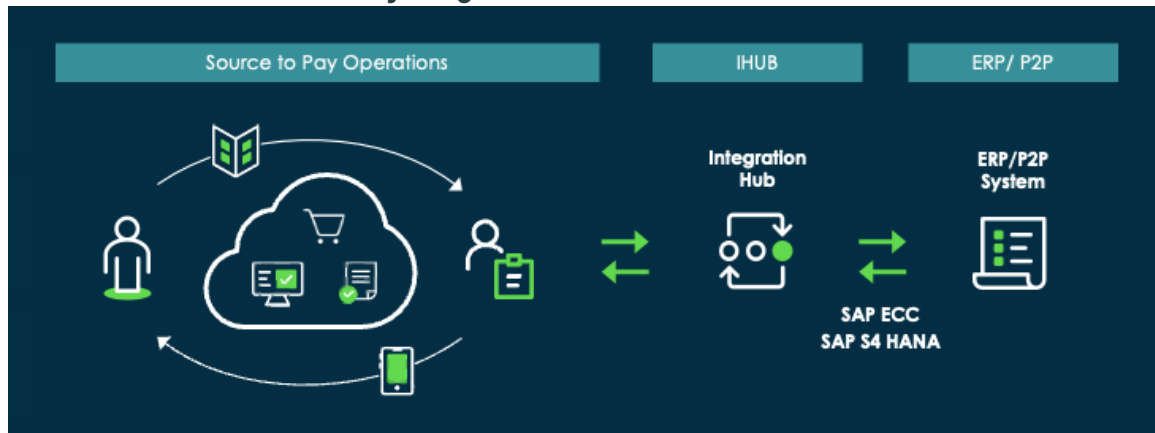 Source to Pay Operations
IHUB
ERP/ P2P
Integration
Hub
ERP/P2P
System
SAP ECC
SAP S4 HANA